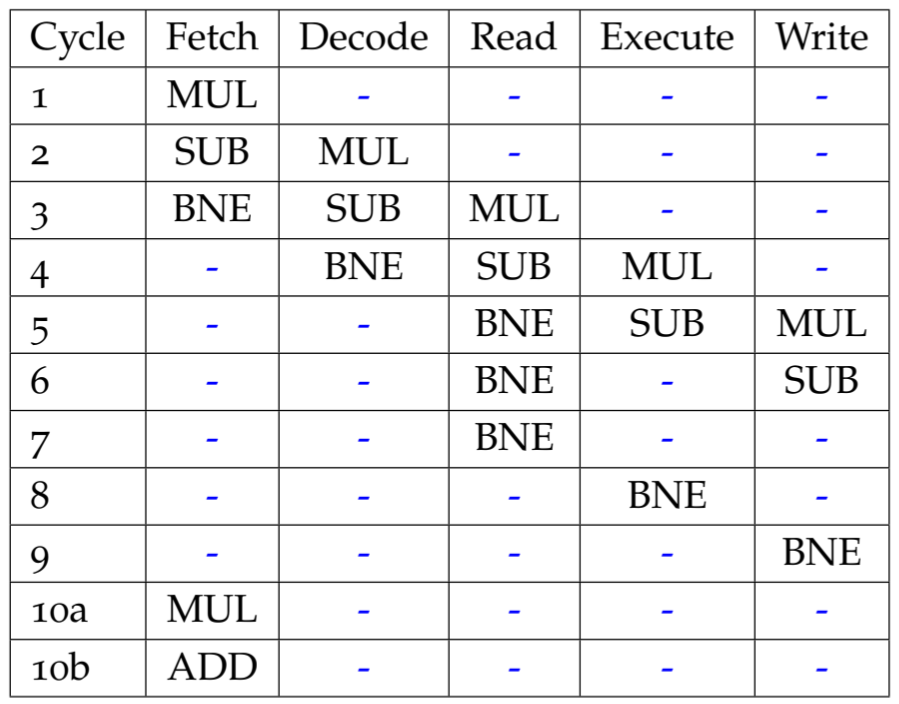 Cycle Fetch Decode Read Execute Write
1 MUL - - - -
2 SUB MUL - - -
3 BNE SUB MUL - -
4 - BNE SUB MUL -
5 - - BNE SUB MUL
6 - - BNE - SUB
7 - - BNE - -
8 - - - BNE -
9 - - - - BNE
10a MUL - - - -
10b ADD - - - -